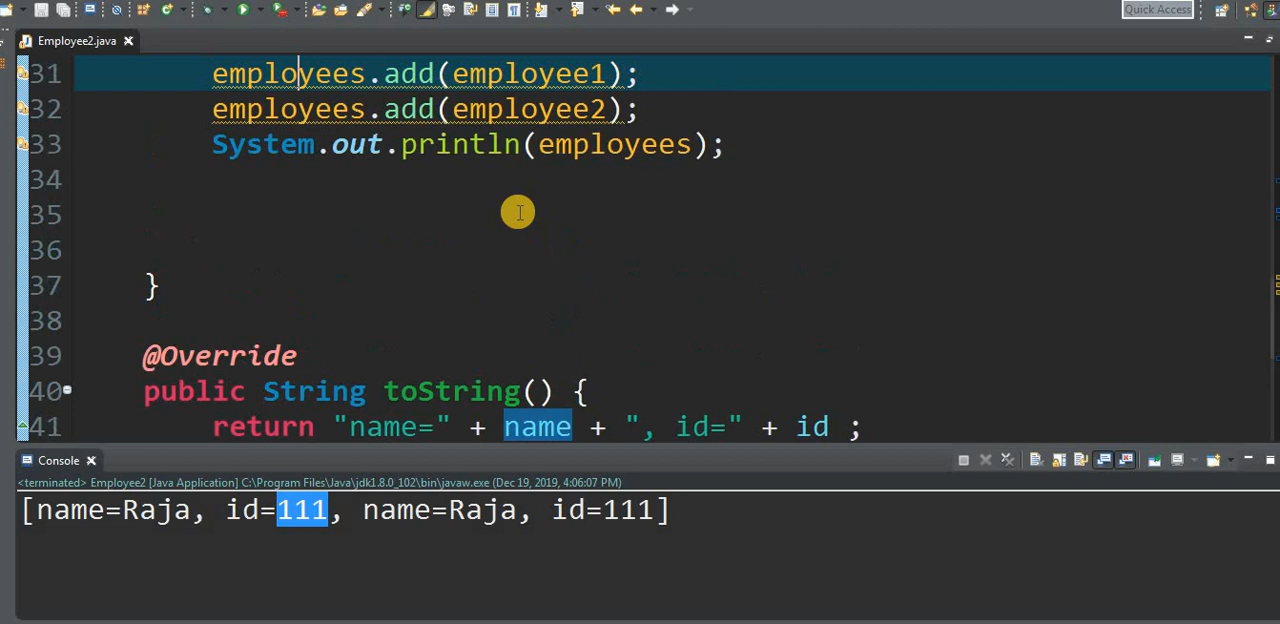 Quick Access
Employee2.java
31 employees.add(employee1);
32 employees.add(employee2);
33 System.out.println(employees);
34
35
36
37 }
38
39 @Override
40 public String toString() {
41 return "name=" + name + ", id=" + id ;
Console
<terminated> Employee2 [Java Application] C:\Program Files\Java\jdk1.8.0_102\bin\javaw.exe (Dec 19, 2019, 4:06:07 PM)
[name=Raja, id=111, name=Raja, id=111]